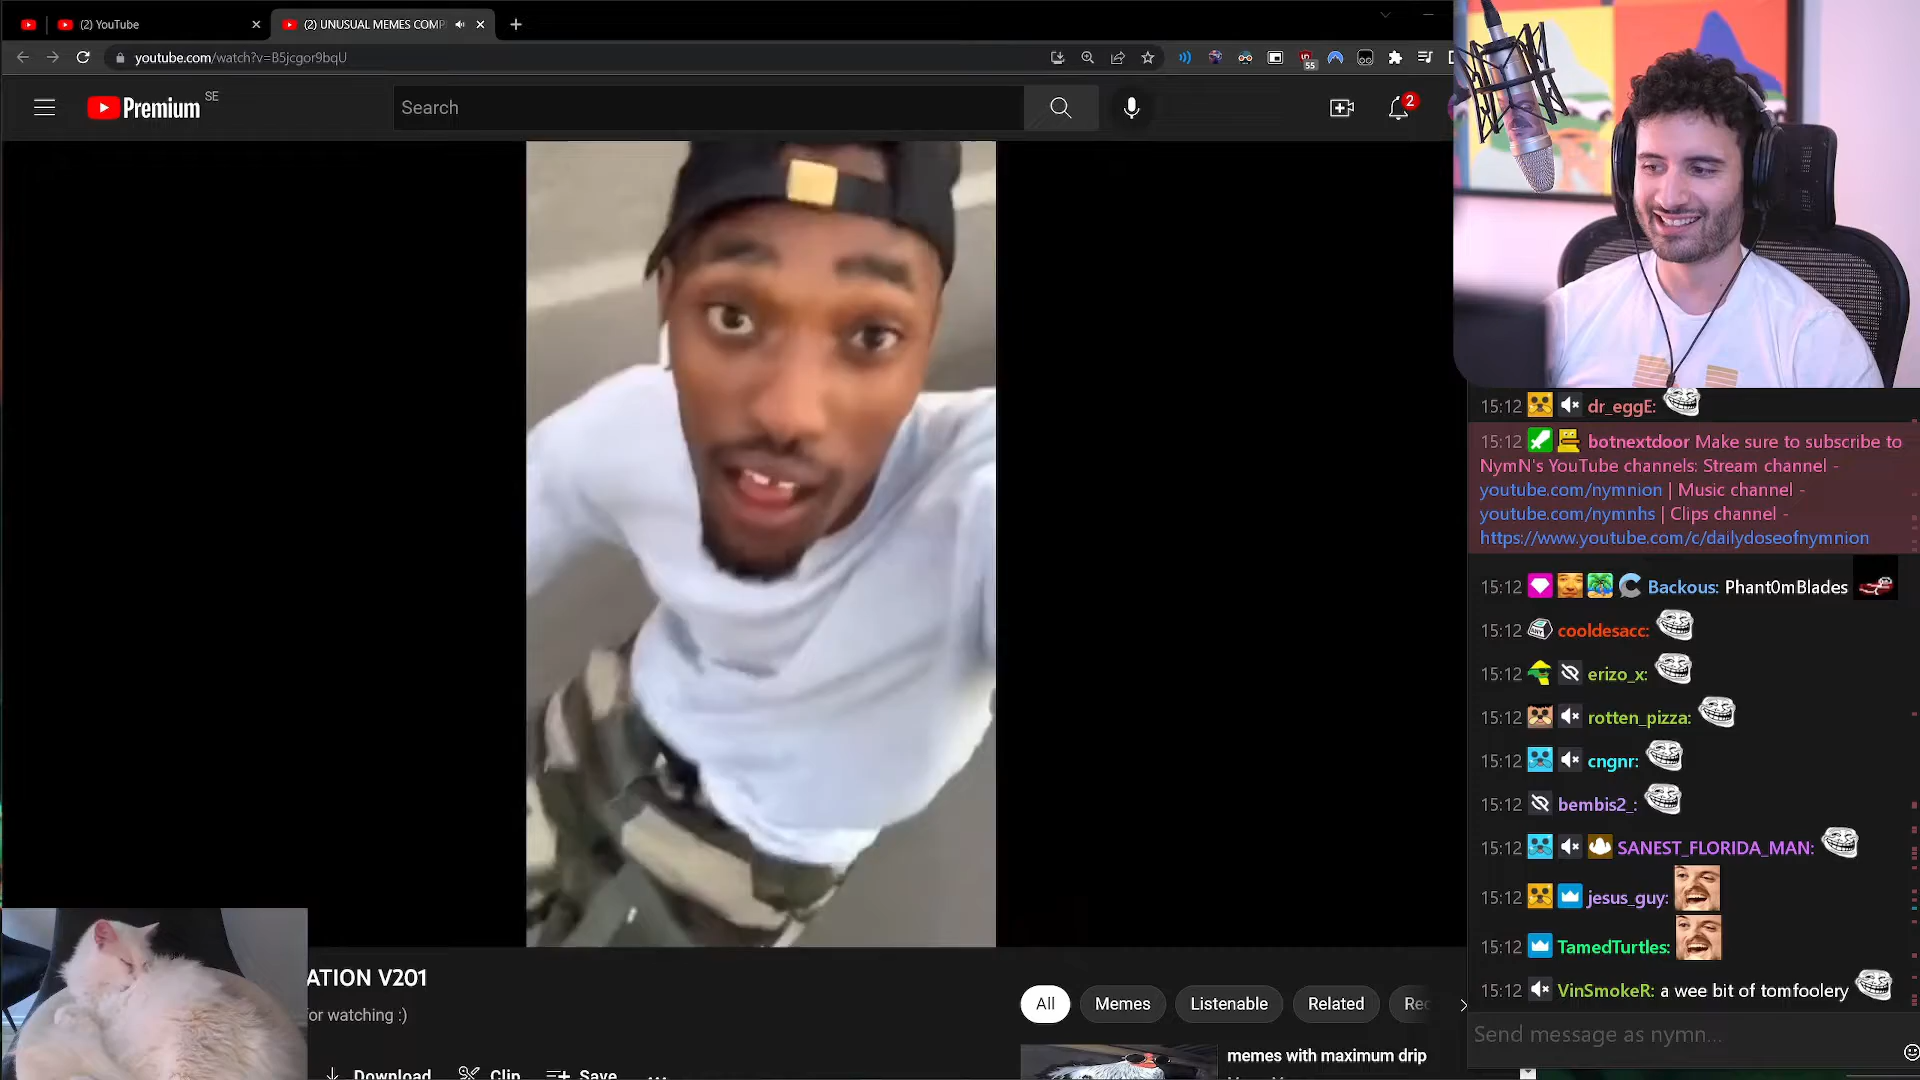 (2) YouTube
(2) UNUSUAL MEMES COMP
youtube.com/watch?v=B5jcgor9bqU
55
Premium SE
Search
2
15:12 dr_eggE:
15:12 botnextdoor Make sure to subscribe to
NymN's YouTube channels: Stream channel -
youtube.com/nymnion | Music channel -
youtube.com/nymnhs | Clips channel -
https://www.youtube.com/c/dailydoseofnymnion
15:12 Backous: Phant0mBlades
15:12 cooldesacc:
15:12 erizo_x:
15:12 rotten_pizza:
15:12 cngnr:
15:12 bembis2_:
15:12 SANEST_FLORIDA_MAN:
15:12 jesus_guy:
15:12 TamedTurtles:
15:12 VinSmokeR: a wee bit of tomfoolery
Send message as nymn...
ATION V201
or watching :)
Download Clip Save ...
All Memes Listenable Related Rec
memes with maximum drip